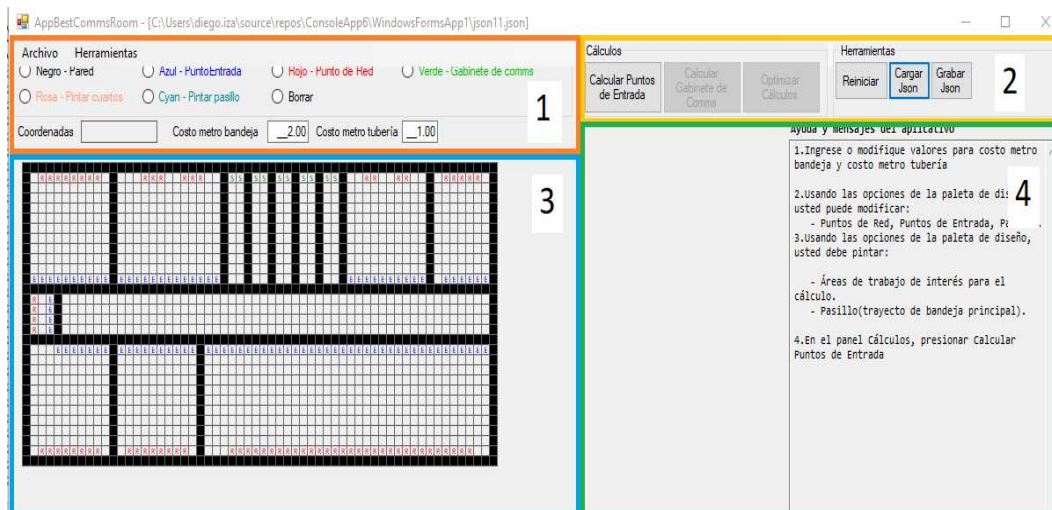 AppBestCommsRoom - [C:\Users\diego.iza\source\repos\ConsoleApp6\WindowsFormsApp1\json11.json]
Archivo Herramientas
Negro - Pared Azul - PuntoEntrada Rojo - Punto de Red Verde - Gabinete de comms
Rosa - Pintar cuartos Cyan - Pintar pasillo Borrar
1
Coordenadas Costo metro bandeja __2.00 Costo metro tubería __1.00
Cálculos
Calcular Puntos
de Entrada
Calcular
Gabinete de
Comms
Optimizar
Cálculos
Herramientas
Reiniciar
Cargar
Json
Grabar
Json
2
3
R R R R R R R R R R R R R R S S S S S S S S S S R R R R R R R R R
E E E E E E E E E E E E E E E E E E E E E E E E E E E E E E E E E E E E E E E
R E
R E
R E
R E
E E E E E E E E E E E E E E E E E E E E E E E E E E E E E E E E E E E E E E E E E E E E E E E
R R R R R R R R R R R R R R R R R R R R R R R R R R R R R R R R R R R R R R R
Ayuda y mensajes del aplicativo
1.Ingrese o modifique valores para costo metro
bandeja y costo metro tubería
2.Usando las opciones de la paleta de
usted puede modificar:
- Puntos de Red, Puntos de Entrada,
3.Usando las opciones de la paleta de diseño,
usted debe pintar:
- Áreas de trabajo de interés para el
cálculo.
- Pasillo(trayecto de bandeja principal).
4.En el panel Cálculos, presionar Calcular
Puntos de Entrada
4